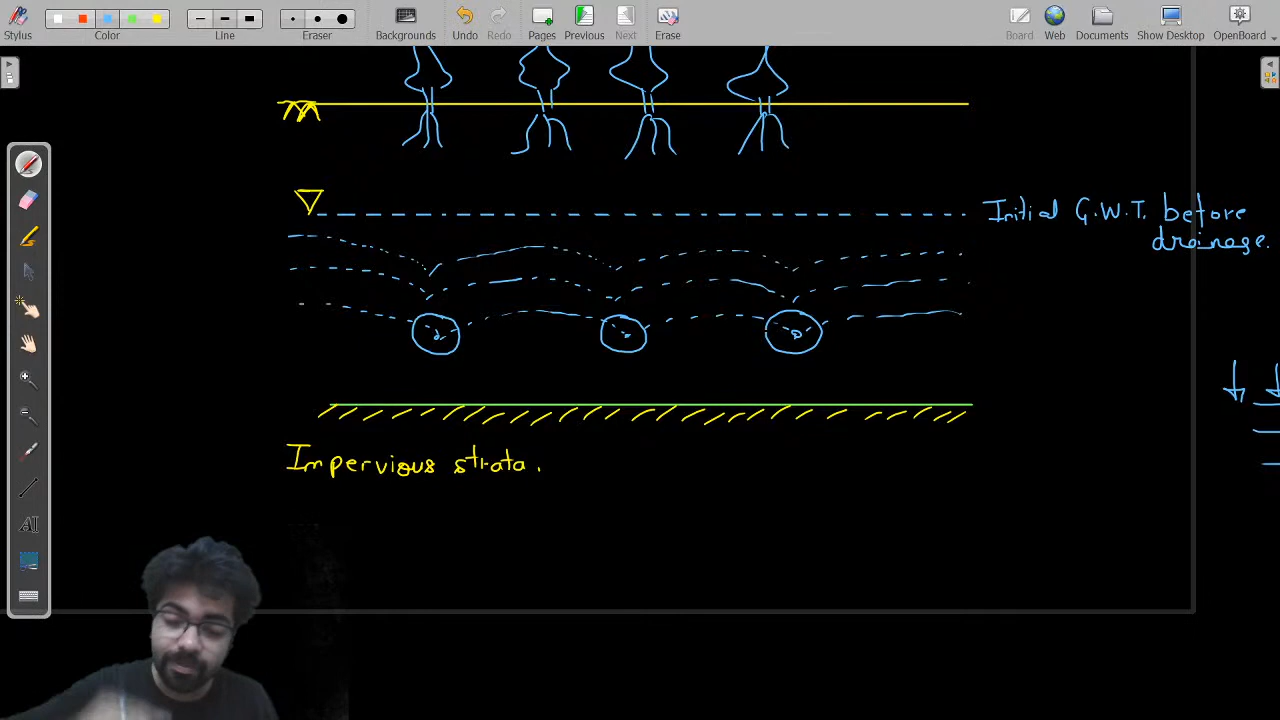 Stylus
Color
Line
Eraser
Backgrounds
Undo
Redo
Pages
Previous
Next
Erase
Board
Web
Documents
Show Desktop
OpenBoard
Initial G.W.T. before
drainage.
Impervious strata.
AI